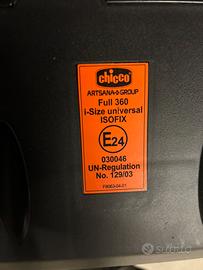 chicco
ARTSANA GROUP
Full 360
i-Size universal
ISOFIX
E24
030046
UN-Regulation
No. 129/03
subito